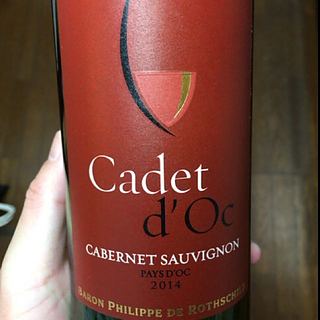 Cadet
d'Oc
CABERNET SAUVIGNON
PAYS D'OC
2014
BARON PHILIPPE DE ROTHSCHILD